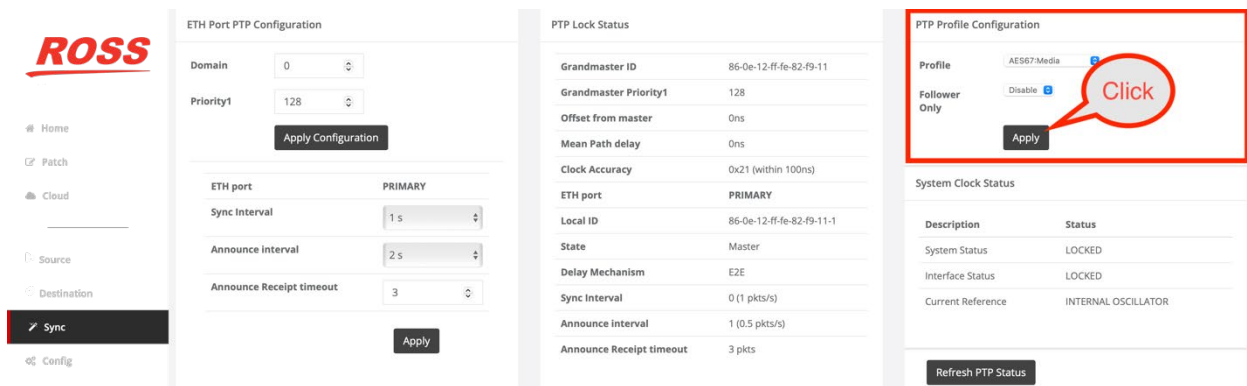 ROSS
Home
Patch
Cloud
Source
Destination
Sync
Config
ETH Port PTP Configuration
Domain 0
Priority1 128
Apply Configuration
ETH port PRIMARY
Sync Interval 1 s
Announce interval 2 s
Announce Receipt timeout 3
Apply
PTP Lock Status
Grandmaster ID 86-0e-12-ff-fe-82-f9-11
Grandmaster Priority1 128
Offset from master 0ns
Mean Path delay 0ns
Clock Accuracy 0x21 (within 100ns)
ETH port PRIMARY
Local ID 86-0e-12-ff-fe-82-f9-11-1
State Master
Delay Mechanism E2E
Sync Interval 0 (1 pkts/s)
Announce interval 1 (0.5 pkts/s)
Announce Receipt timeout 3 pkts
PTP Profile Configuration
Profile AES67:Media
Follower Disable
Only
Click
Apply
System Clock Status
Description Status
System Status LOCKED
Interface Status LOCKED
Current Reference INTERNAL OSCILLATOR
Refresh PTP Status